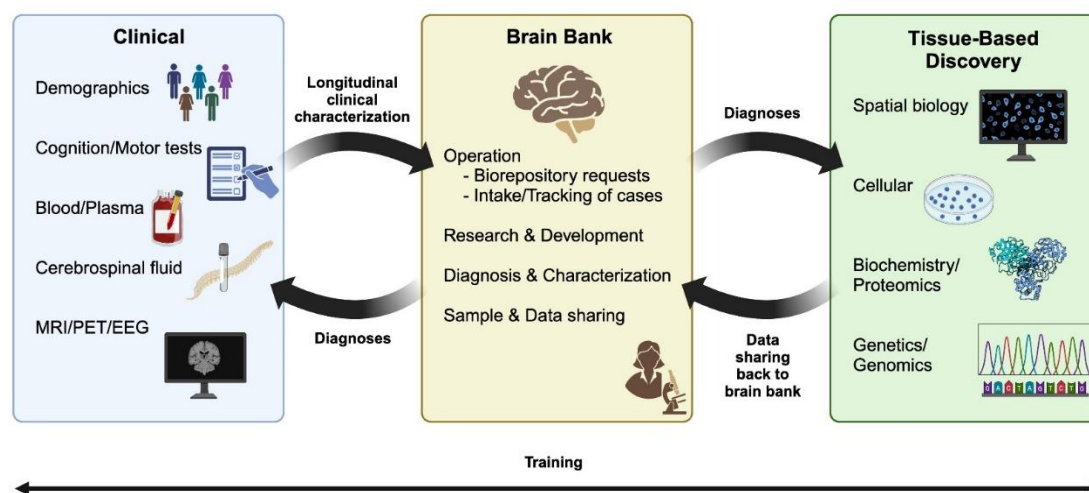 Clinical
Demographics
Cognition/Motor tests
Blood/Plasma
Cerebrospinal fluid
MRI/PET/EEG
Longitudinal
clinical
characterization
Diagnoses
Brain Bank
Operation
- Biorepository requests
- Intake/Tracking of cases
Research & Development
Diagnosis & Characterization
Sample & Data sharing
Diagnoses
Data
sharing
back to
brain bank
Tissue-Based
Discovery
Spatial biology
Cellular
Biochemistry/
Proteomics
Genetics/
Genomics
G A C T A G T C T G
Training